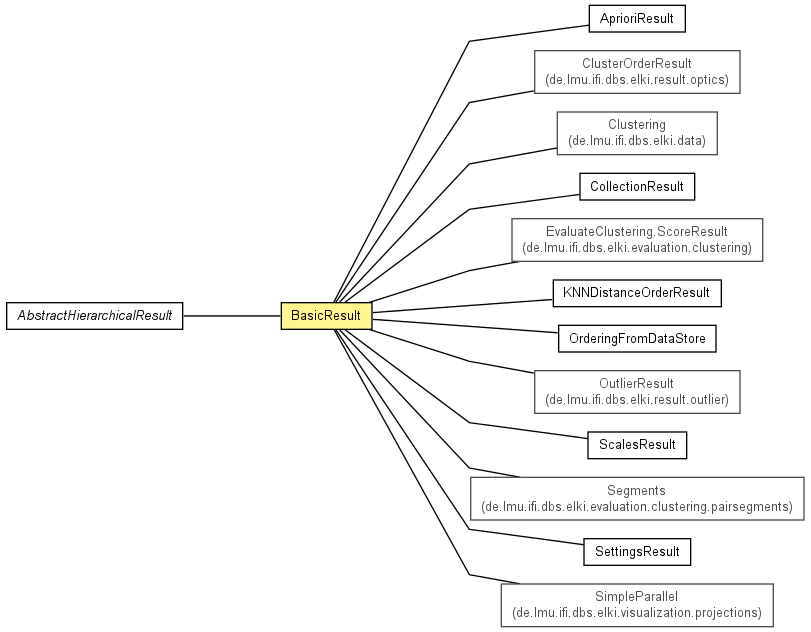 AprioriResult
ClusterOrderResult
(de.lmu.ifi.dbs.elki.result.optics)
Clustering
(de.lmu.ifi.dbs.elki.data)
CollectionResult
EvaluateClustering.ScoreResult
(de.lmu.ifi.dbs.elki.evaluation.clustering)
KNNDistanceOrderResult
AbstractHierarchicalResult
BasicResult
OrderingFromDataStore
OutlierResult
(de.lmu.ifi.dbs.elki.result.outlier)
ScalesResult
Segments
(de.lmu.ifi.dbs.elki.evaluation.clustering.pairsegments)
SettingsResult
SimpleParallel
(de.lmu.ifi.dbs.elki.visualization.projections)